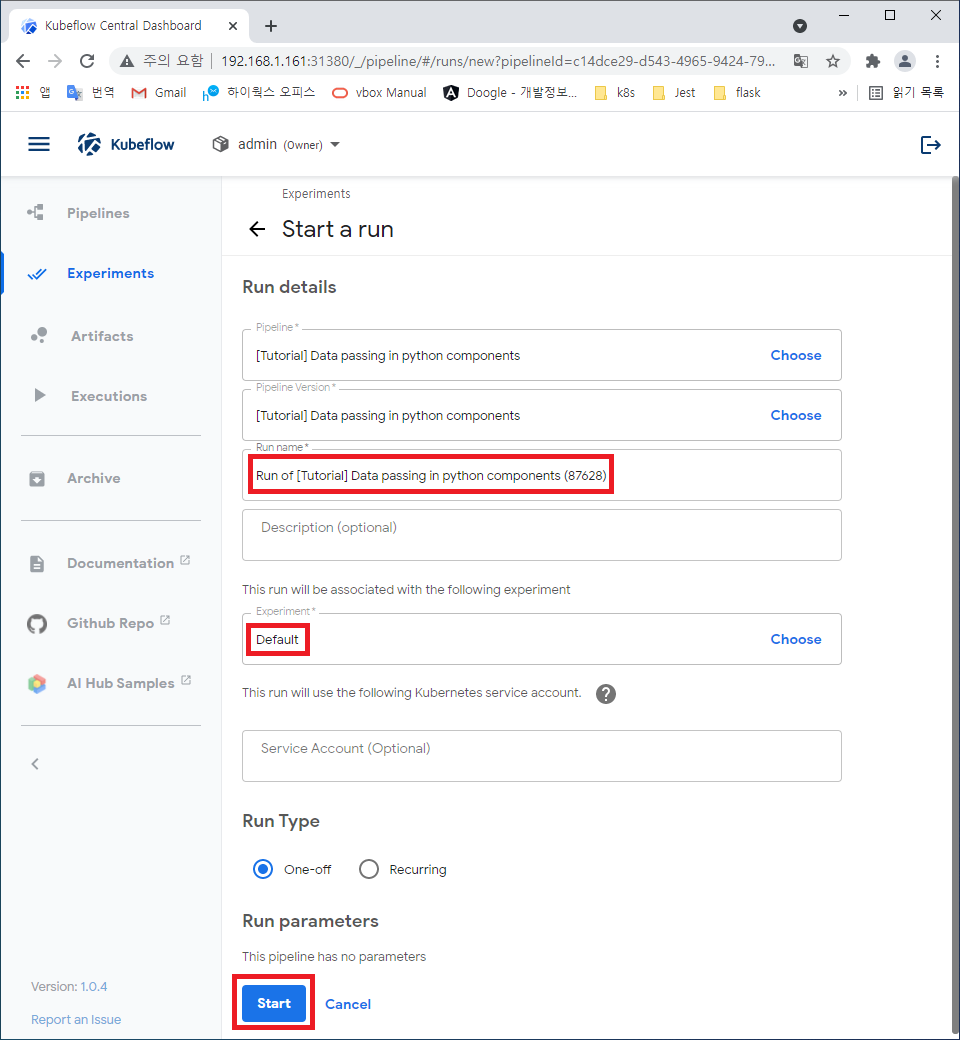 Kubeflow Central Dashboard
주의 요함 192.168.1.161:31380/_/pipeline/#/runs/new?pipelineId=c14dce29-d543-4965-9424-79...
앱 번역 Gmail 하이웍스 오피스 vbox Manual Doogle - 개발정보... k8s Jest flask » 읽기 목록
Kubeflow admin (Owner)
Pipelines
Experiments
Artifacts
Executions
Archive
Documentation
Github Repo
AI Hub Samples
Version: 1.0.4
Report an Issue
Experiments
Start a run
Run details
Pipeline*
[Tutorial] Data passing in python components Choose
Pipeline Version*
[Tutorial] Data passing in python components Choose
Run name*
Run of [Tutorial] Data passing in python components (87628)
Description (optional)
This run will be associated with the following experiment
Experiment*
Default Choose
This run will use the following Kubernetes service account. ?
Service Account (Optional)
Run Type
One-off Recurring
Run parameters
This pipeline has no parameters
Start Cancel